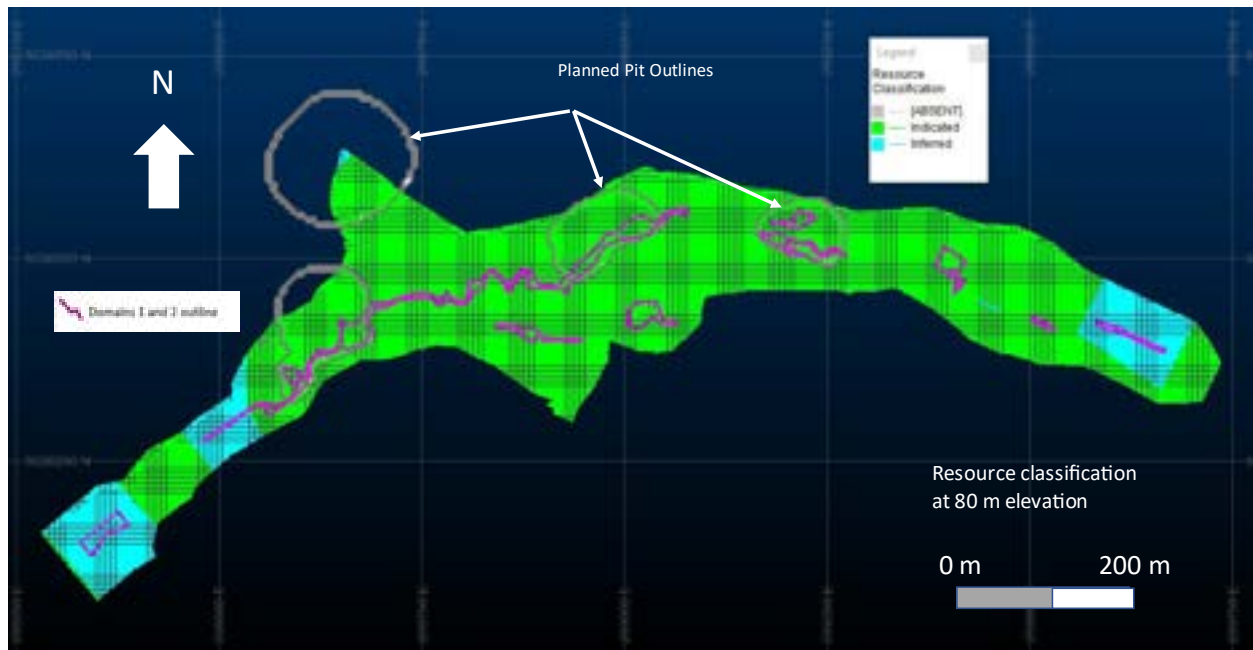 N
Planned Pit Outlines
Legend
Resource
Classification
[ABSENT]
Indicated
Inferred
Domains 1 and 2 outline
Resource classification
at 80 m elevation
0 m 200 m